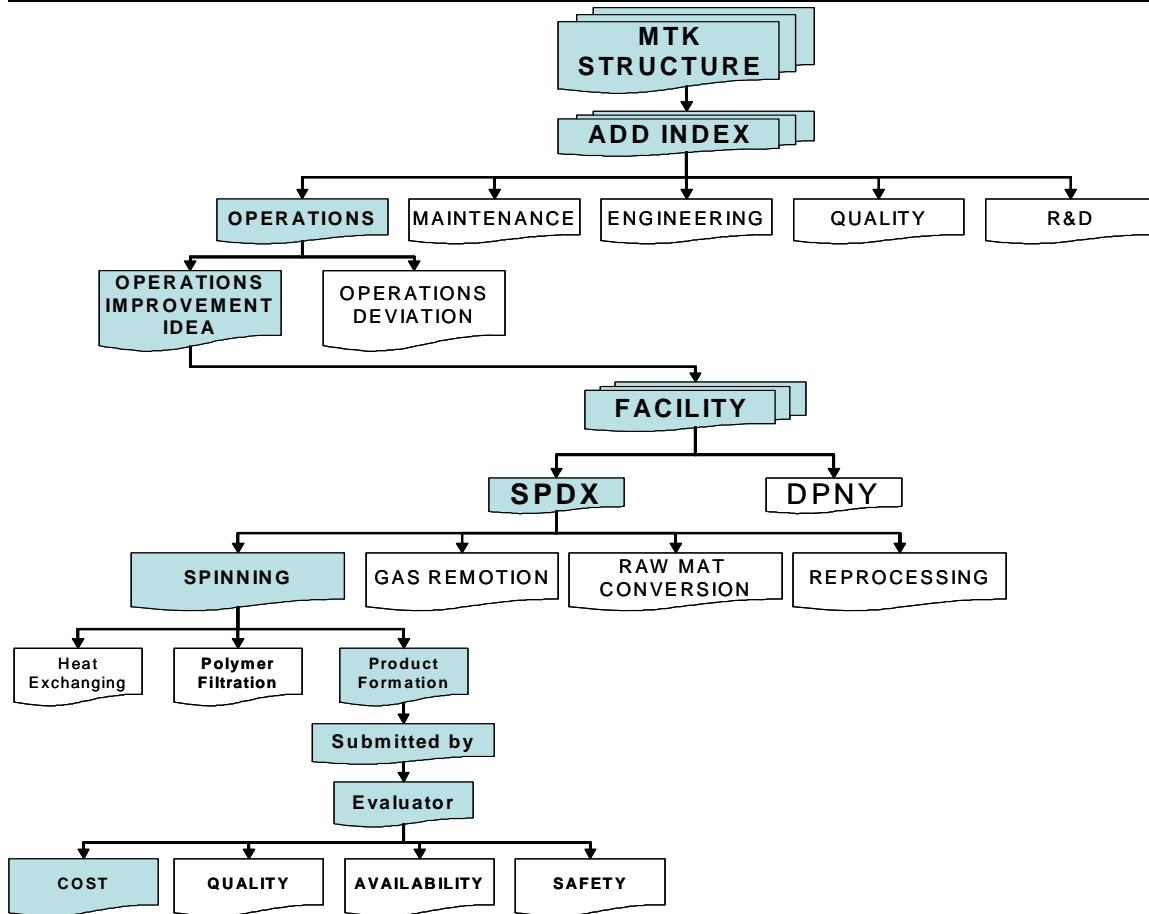 MTK
STRUCTURE
ADD INDEX
OPERATIONS
MAINTENANCE
ENGINEERING
QUALITY
R&D
OPERATIONS
IMPROVEMENT
IDEA
OPERATIONS
DEVIATION
FACILITY
SPDX
DPNY
SPINNING
GAS REMOTION
RAW MAT
CONVERSION
REPROCESSING
Heat
Exchanging
Polymer
Filtration
Product
Formation
Submitted by
Evaluator
COST
QUALITY
AVAILABILITY
SAFETY